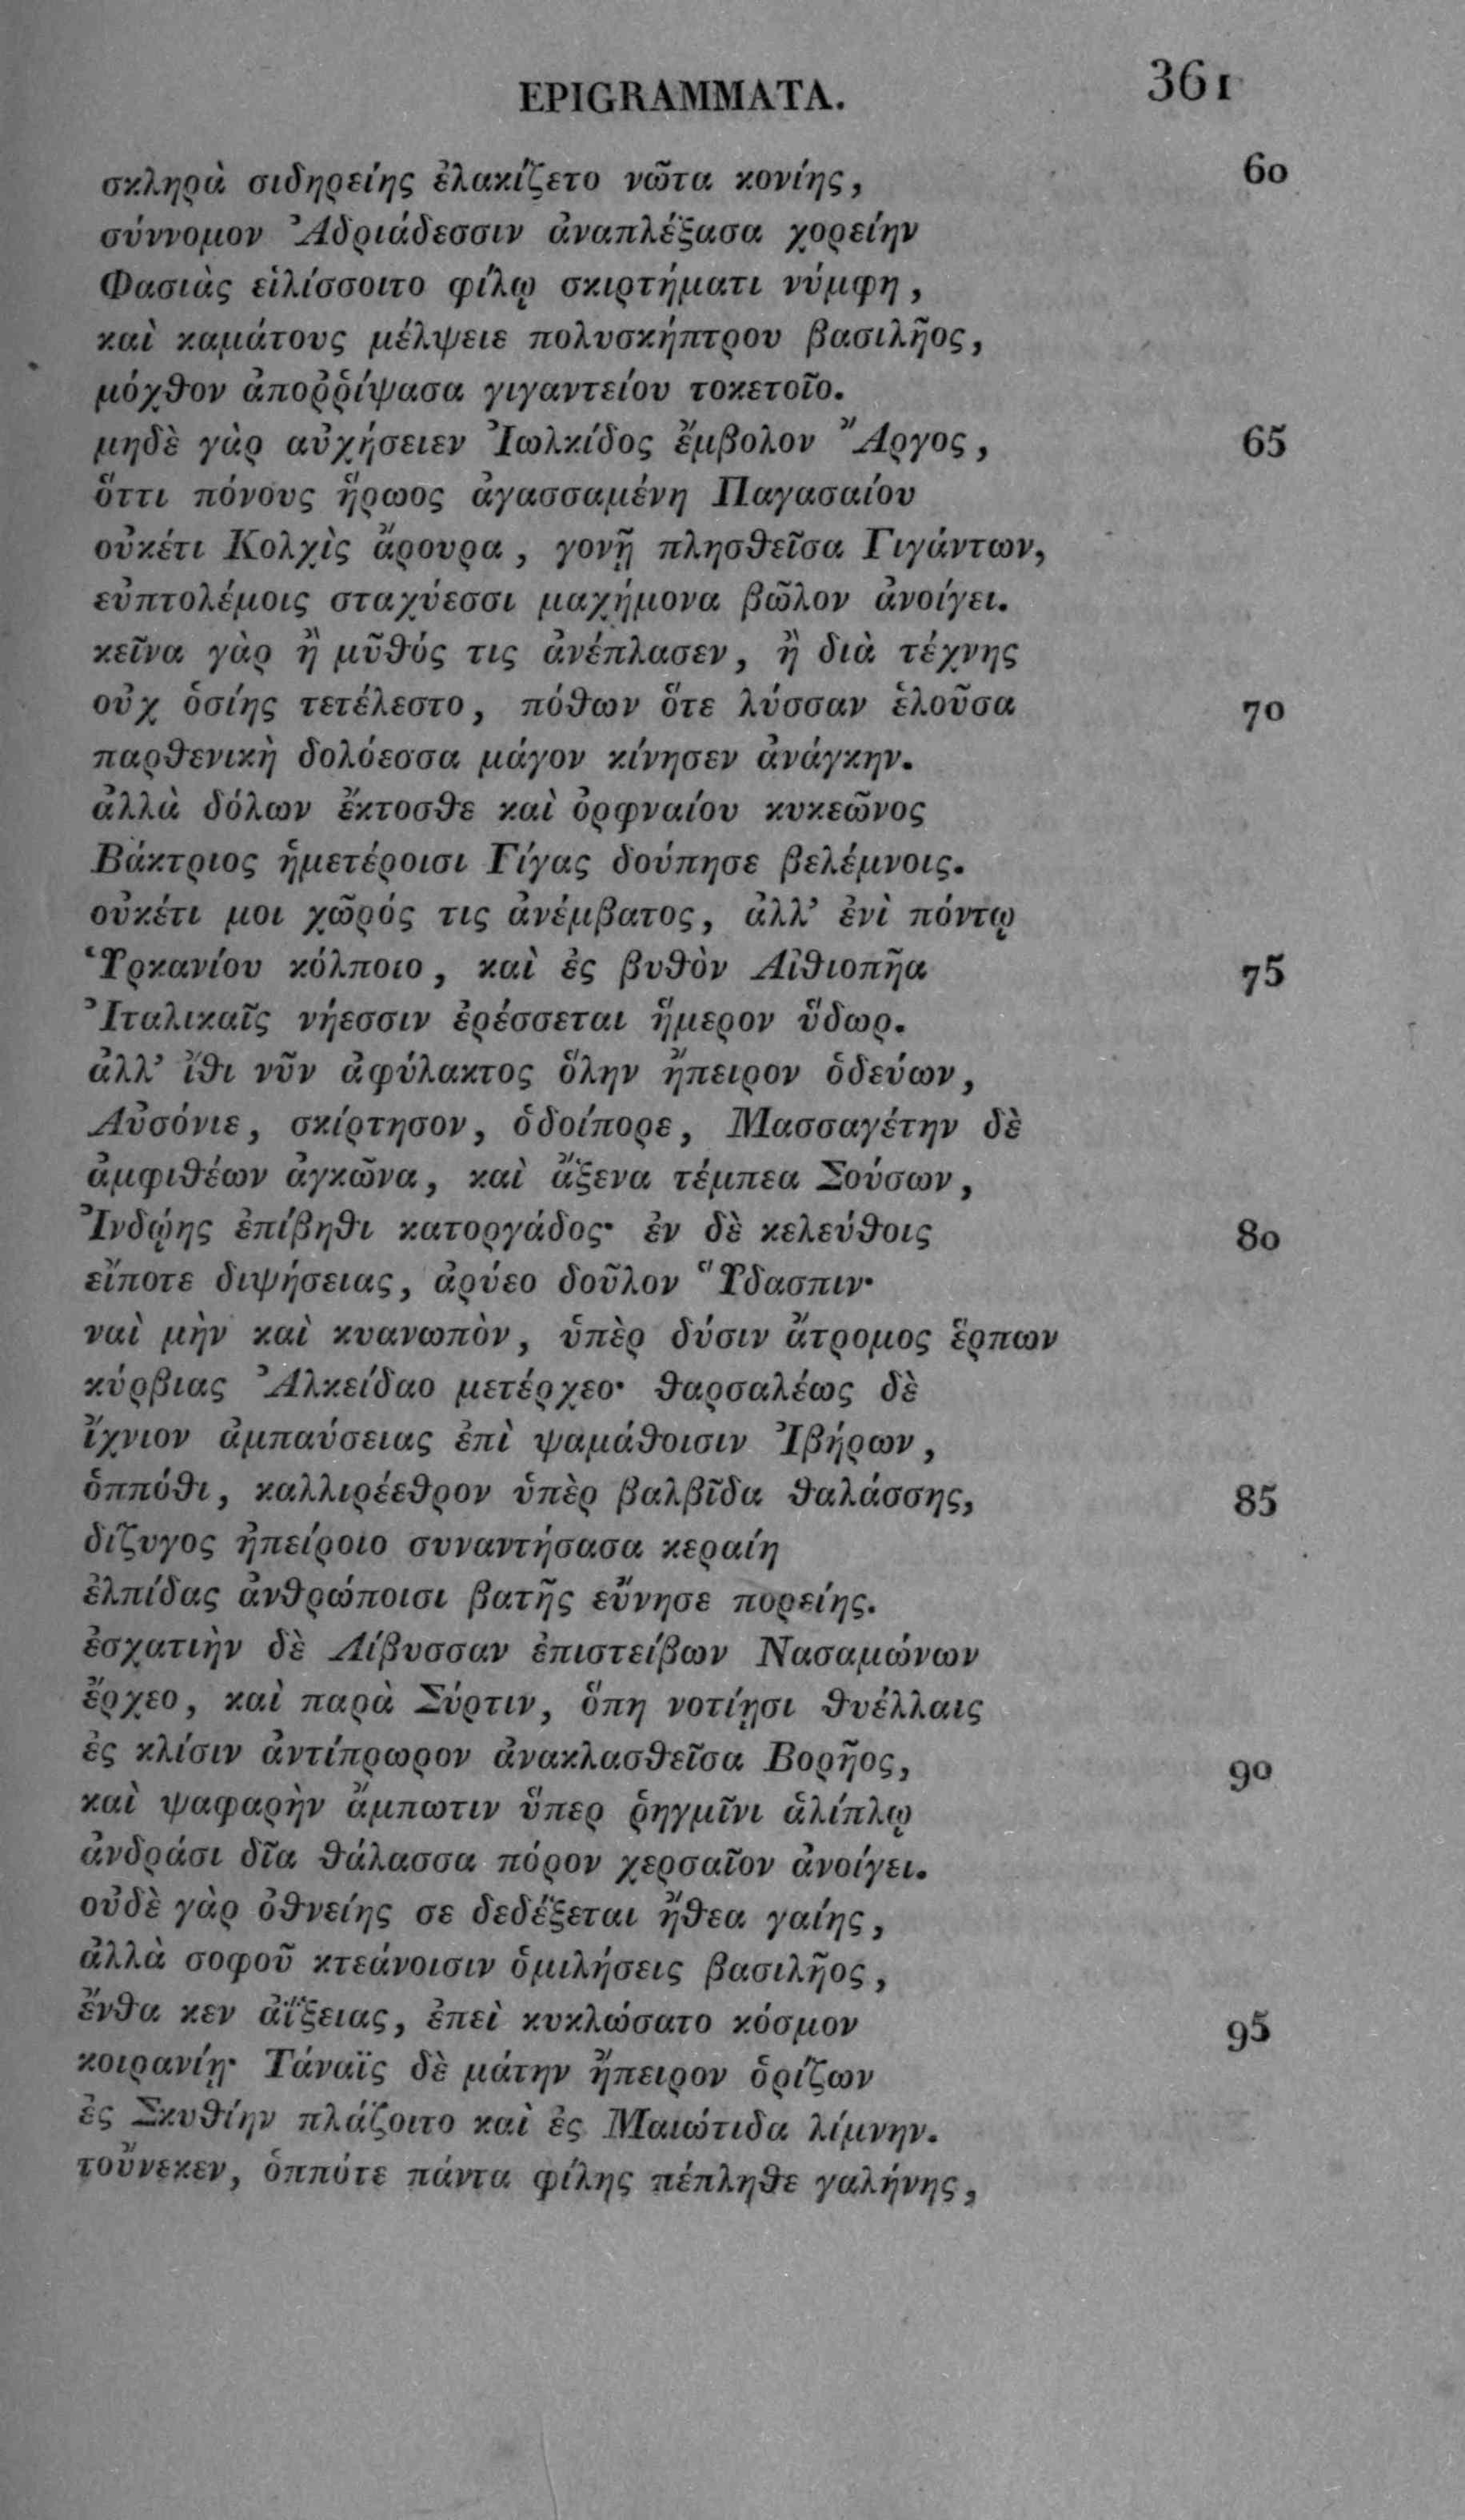 EPIGRAMMATA. 361
σκληρὰ σιδηρείης ἐλακίζετο νῶτα κονίης, 60
σύννομον Ἀδριάδεσσιν ἀναπλέξασα χορείην
Φασιὰς εἱλίσσοιτο φίλῳ σκιρτήματι νύμφη,
καὶ καμάτους μέλψειε πολυσκήπτρου βασιλῆος,
μόχθον ἀποῤῥίψασα γιγαντείου τοκετοῖο.
μηδὲ γὰρ αὐχήσειεν Ἰωλκίδος ἔμβολον Ἄργος, 65
ὅττι πόνους ἥρωος ἀγασσαμένη Παγασαίου
οὐκέτι Κολχὶς ἄρουρα, γονῇ πλησθεῖσα Γιγάντων,
εὐπτολέμοις σταχύεσσι μαχήμονα βῶλον ἀνοίγει.
κεῖνα γὰρ ἢ μῦθός τις ἀνέπλασεν, ἢ διὰ τέχνης
οὐχ ὁσίης τετέλεστο, πόθων ὅτε λύσσαν ἑλοῦσα 70
παρθενικὴ δολόεσσα μάγον κίνησεν ἀνάγκην.
ἀλλὰ δόλων ἔκτοσθε καὶ ὀρφναίου κυκεῶνος
Βάκτριος ἡμετέροισι Γίγας δούπησε βελέμνοις.
οὐκέτι μοι χῶρός τις ἀνέμβατος, ἀλλ’ ἐνὶ πόντῳ
Ὑρκανίου κόλποιο, καὶ ἐς βυθὸν Αἰθιοπῆα 75
Ἰταλικαῖς νήεσσιν ἐρέσσεται ἥμερον ὕδωρ.
ἀλλ’ ἴθι νῦν ἀφύλακτος ὅλην ἤπειρον ὁδεύων,
Αὐσόνιε, σκίρτησον, ὁδοίπορε, Μασσαγέτην δὲ
ἀμφιθέων ἀγκῶνα, καὶ ἄξενα τέμπεα Σούσων,
Ἰνδῴης ἐπίβηθι κατοργάδος· ἐν δὲ κελεύθοις 80
εἴποτε διψήσειας, ἀρύεο δοῦλον Ὕδασπιν·
ναὶ μὴν καὶ κυανωπὸν, ὑπὲρ δύσιν ἄτρομος ἕρπων
κύρβιας Ἀλκείδαο μετέρχεο· θαρσαλέως δὲ
ἴχνιον ἀμπαύσειας ἐπὶ ψαμάθοισιν Ἰβήρων,
ὁππόθι, καλλιρέεθρον ὑπὲρ βαλβῖδα θαλάσσης, 85
δίζυγος ἠπείροιο συναντήσασα κεραίη
ἐλπίδας ἀνθρώποισι βατῆς εὔνησε πορείης.
ἐσχατιὴν δὲ Λίβυσσαν ἐπιστείβων Νασαμώνων
ἔρχεο, καὶ παρὰ Σύρτιν, ὅπη νοτίῃσι θυέλλαις
ἐς κλίσιν ἀντίπρωρον ἀνακλασθεῖσα Βορῆος, 90
καὶ ψαφαρὴν ἄμπωτιν ὕπερ ῥηγμῖνι ἁλίπλῳ
ἀνδράσι δῖα θάλασσα πόρον χερσαῖον ἀνοίγει.
οὐδὲ γὰρ ὀθνείης σε δεδέξεται ἤθεα γαίης,
ἀλλὰ σοφοῦ κτεάνοισιν ὁμιλήσεις βασιλῆος,
ἔνθα κεν ἀΐξειας, ἐπεὶ κυκλώσατο κόσμον 95
κοιρανίῃ· Τάναϊς δὲ μάτην ἤπειρον ὁρίζων
ἐς Σκυθίην πλάζοιτο καὶ ἐς Μαιώτιδα λίμνην.
τοὔνεκεν, ὁππότε πάντα φίλης πέπληθε γαλήνης,